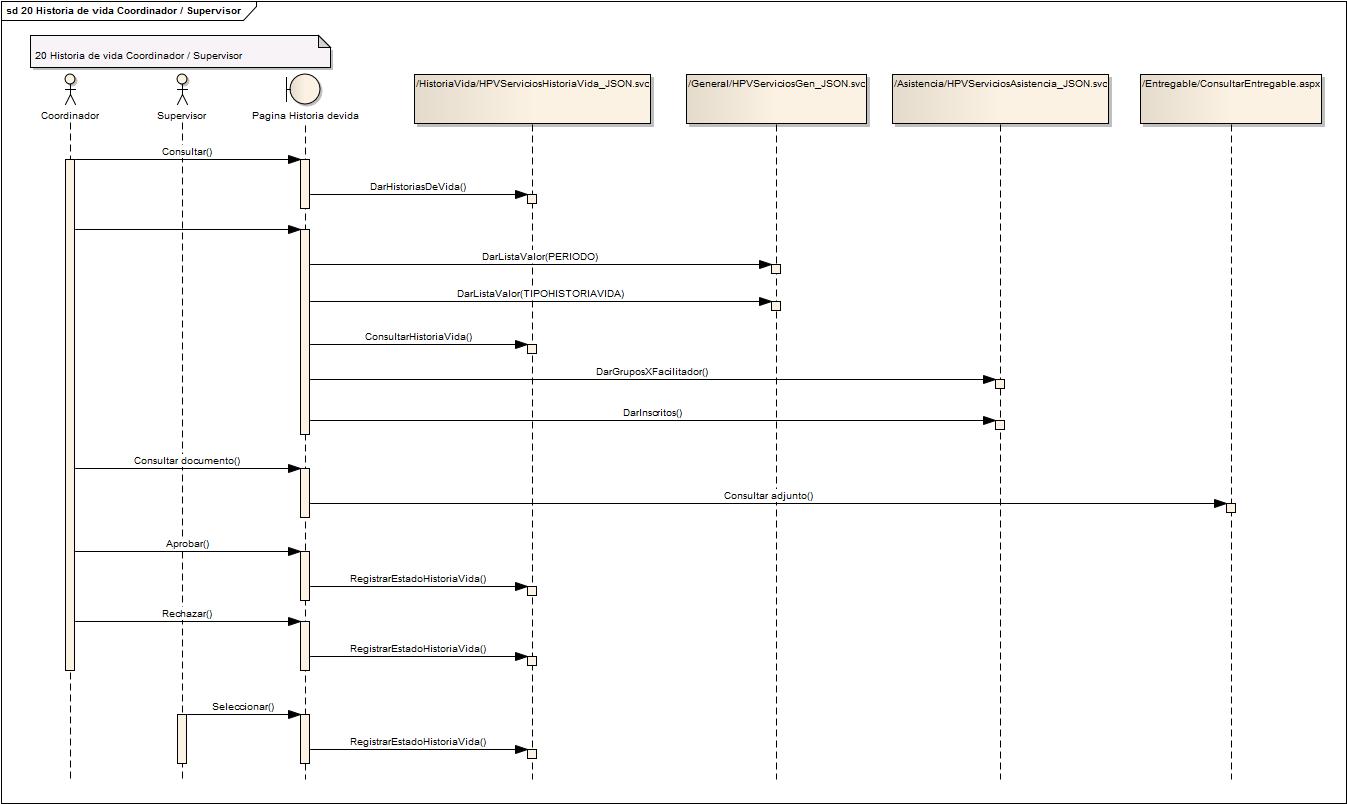 sd 20 Historia de vida Coordinador / Supervisor
20 Historia de vida Coordinador / Supervisor
Coordinador
Supervisor
Pagina Historia devida
/HistoriaVida/HPVServiciosHistoriaVida_JSON.svc
/General/HPVServiciosGen_JSON.svc
/Asistencia/HPVServiciosAsistencia_JSON.svc
/Entregable/ConsultarEntregable.aspx
Consultar()
DarHistoriasDeVida()
DarListaValor(PERIODO)
DarListaValor(TIPOHISTORIAVIDA)
ConsultarHistoriaVida()
DarGruposXFacilitador()
DarInscritos()
Consultar documento()
Consultar adjunto()
Aprobar()
RegistrarEstadoHistoriaVida()
Rechazar()
RegistrarEstadoHistoriaVida()
Seleccionar()
RegistrarEstadoHistoriaVida()